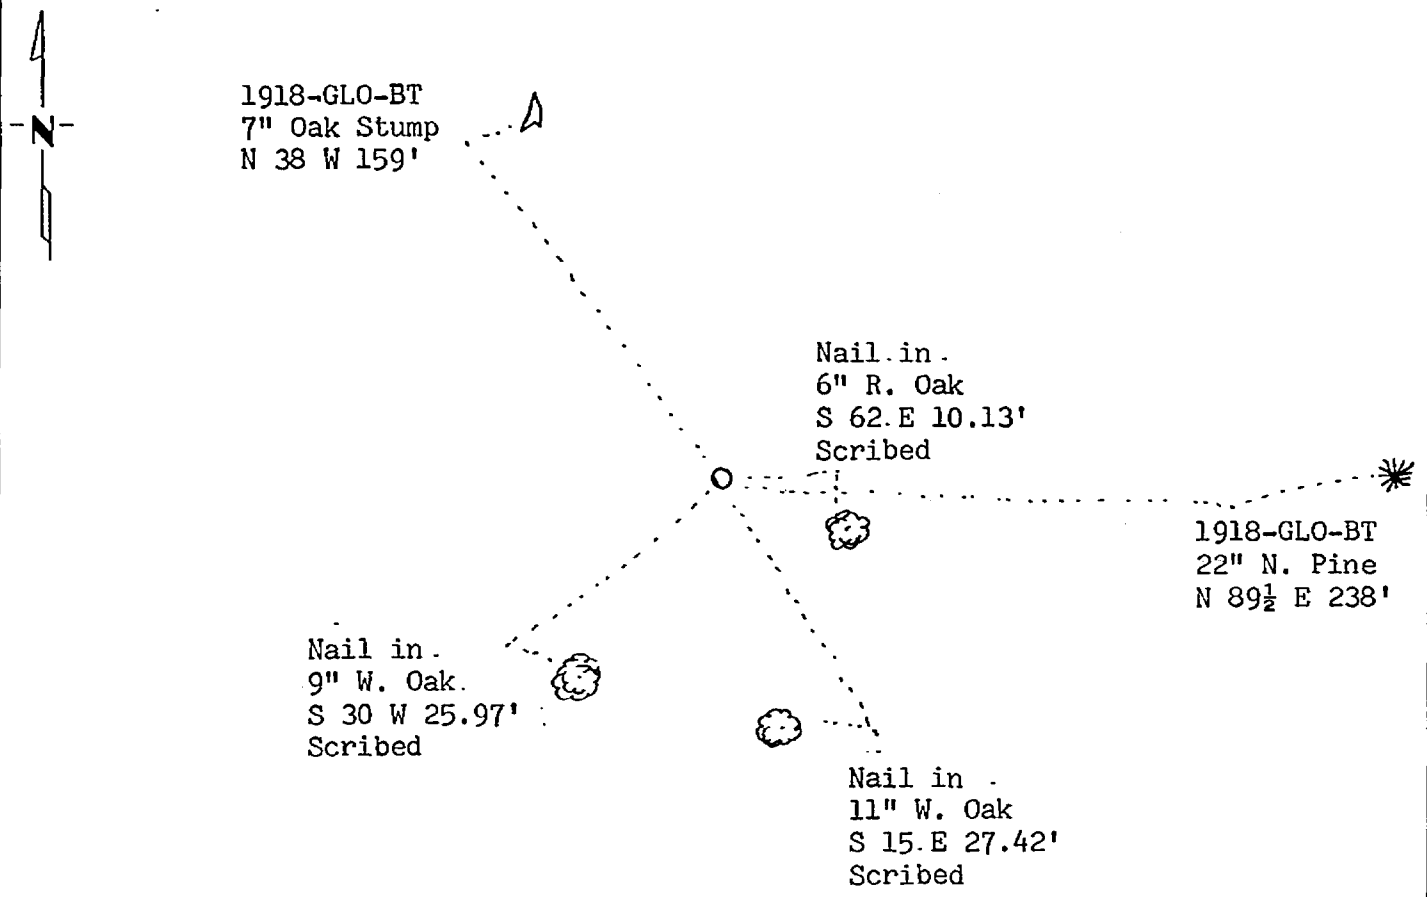 N
1918-GLO-BT
7" Oak Stump
N 38 W 159'
Nail in
6" R. Oak
S 62 E 10.13'
Scribed
1918-GLO-BT
22" N. Pine
N 89½ E 238'
Nail in
9" W. Oak
S 30 W 25.97'
Scribed
Nail in
11" W. Oak
S 15 E 27.42'
Scribed